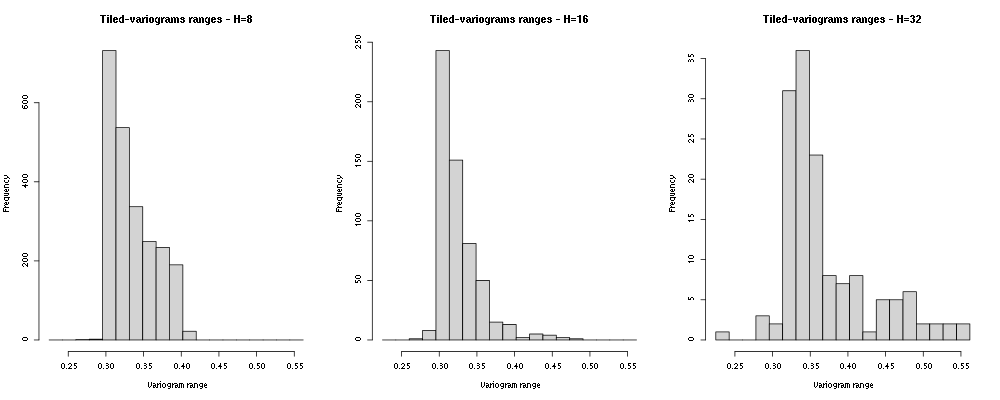 Tiled-variograms ranges - H=8
Tiled-variograms ranges - H=16
Tiled-variograms ranges - H=32
Frequency
0
200
400
600
0.25 0.30 0.35 0.40 0.45 0.50 0.55
Variogram range
Frequency
0
50
100
150
200
250
0.25 0.30 0.35 0.40 0.45 0.50 0.55
Variogram range
Frequency
0
5
10
15
20
25
30
35
0.25 0.30 0.35 0.40 0.45 0.50 0.55
Variogram range